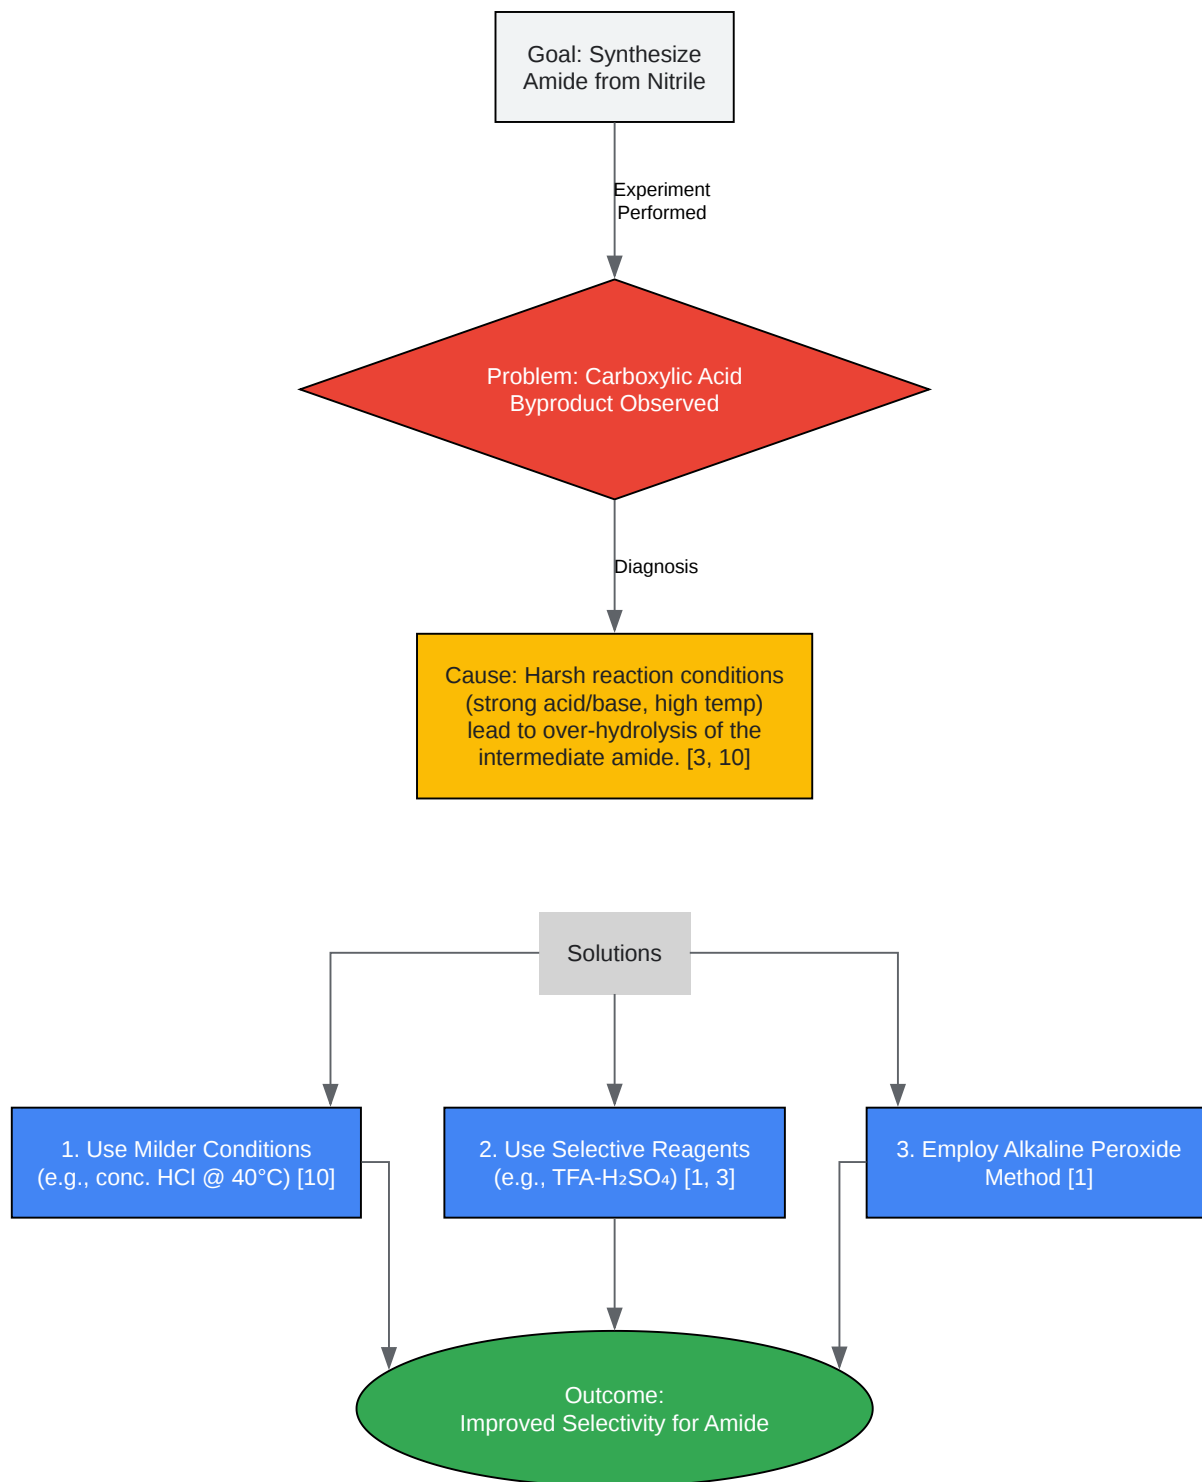 Goal: Synthesize
Amide from Nitrile
Experiment
Performed
Problem: Carboxylic Acid
Byproduct Observed
Diagnosis
Cause: Harsh reaction conditions
(strong acid/base, high temp)
lead to over-hydrolysis of the
intermediate amide. [3, 10]
Solutions
1. Use Milder Conditions
(e.g., conc. HCl @ 40°C) [10]
2. Use Selective Reagents
(e.g., TFA-H₂SO₄) [1, 3]
3. Employ Alkaline Peroxide
Method [1]
Outcome:
Improved Selectivity for Amide